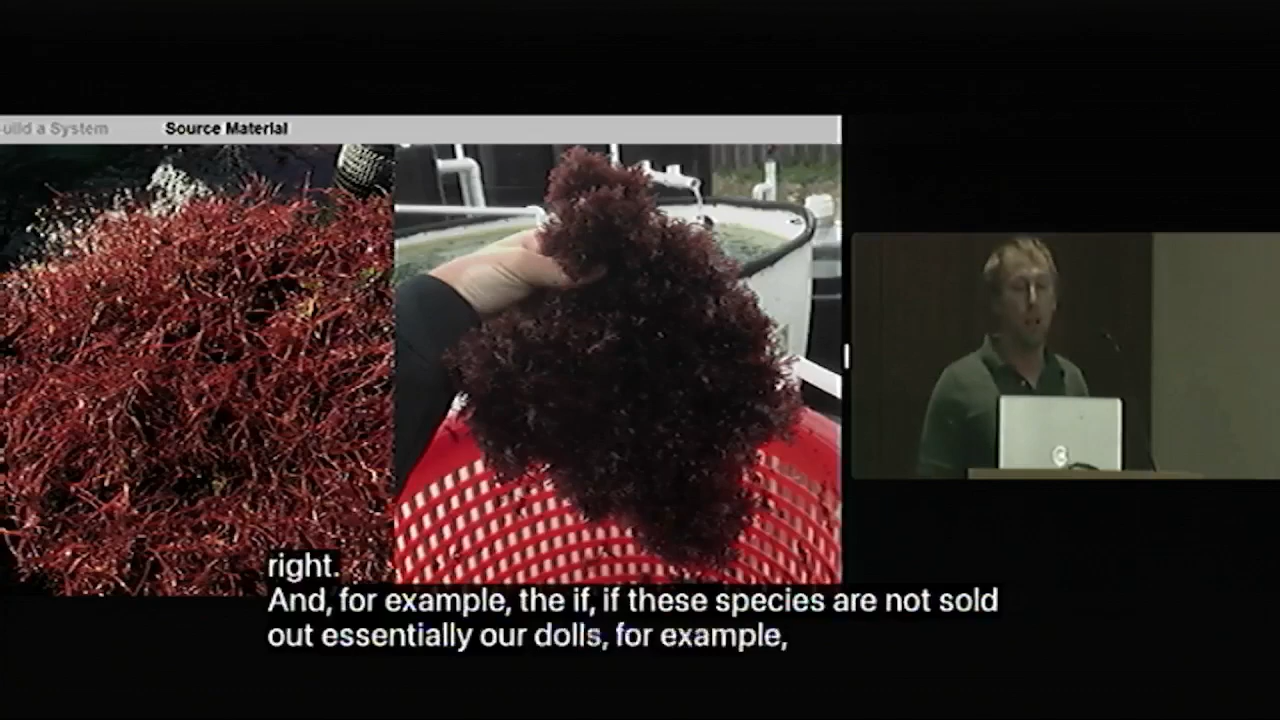 uild a System
Source Material
right.
And, for example, the if, if these species are not sold
out essentially our dolls, for example,